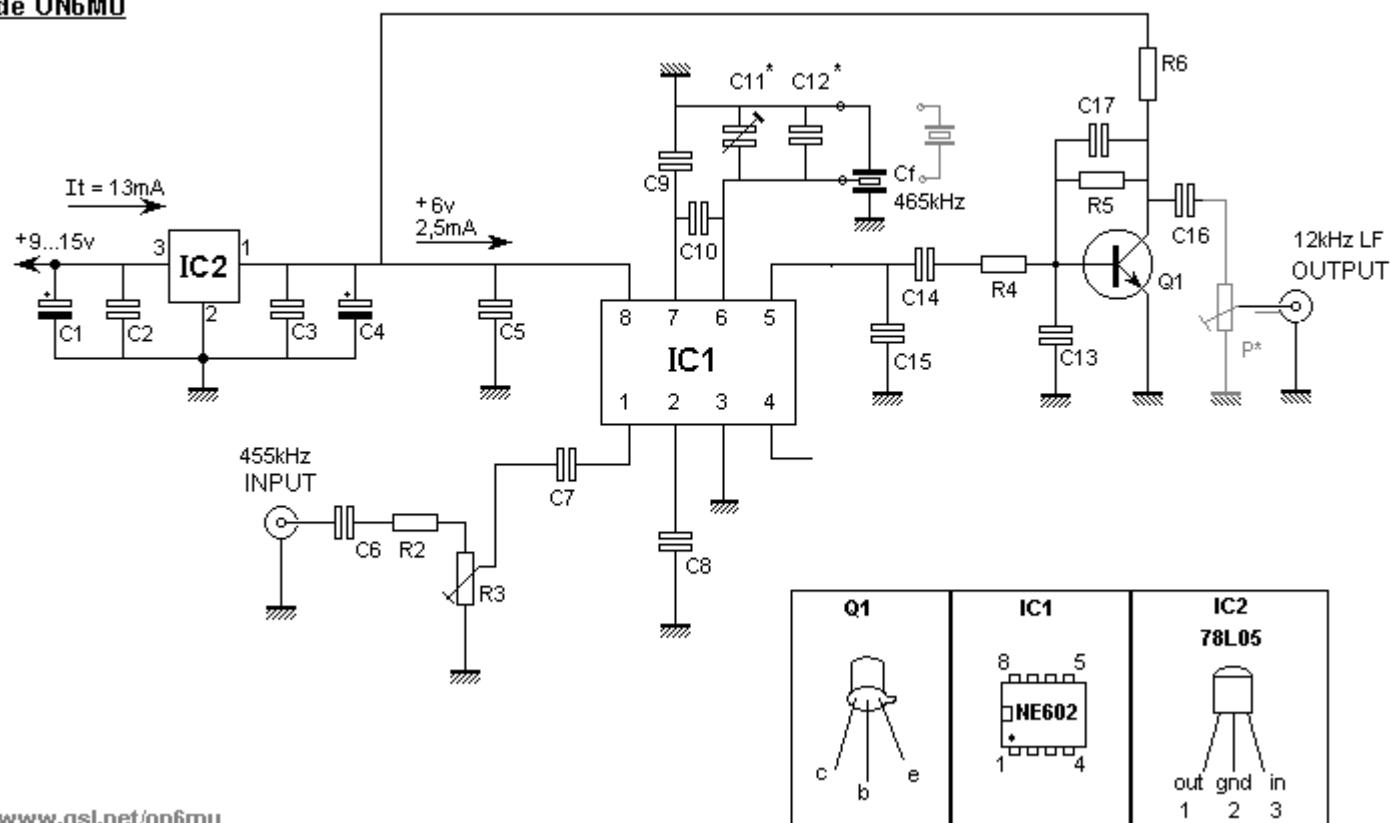 de ON6MU
R6
C11* C12*
C17
C9
Cf
465kHz
It = 13mA
+6v
2,5mA
R5
C10
C16
12kHz LF
OUTPUT
+9...15v
3 IC2 1
2
C14
R4
Q1
C1 C2 C3 C4 C5
8 7 6 5
IC1
1 2 3 4
C15
C13
P*
455kHz
INPUT
C7
C6 R2
R3
C8
Q1
c b e
IC1
8 5
NE602
1 4
IC2
78L05
out gnd in
1 2 3
www.qsl.net/on6mu